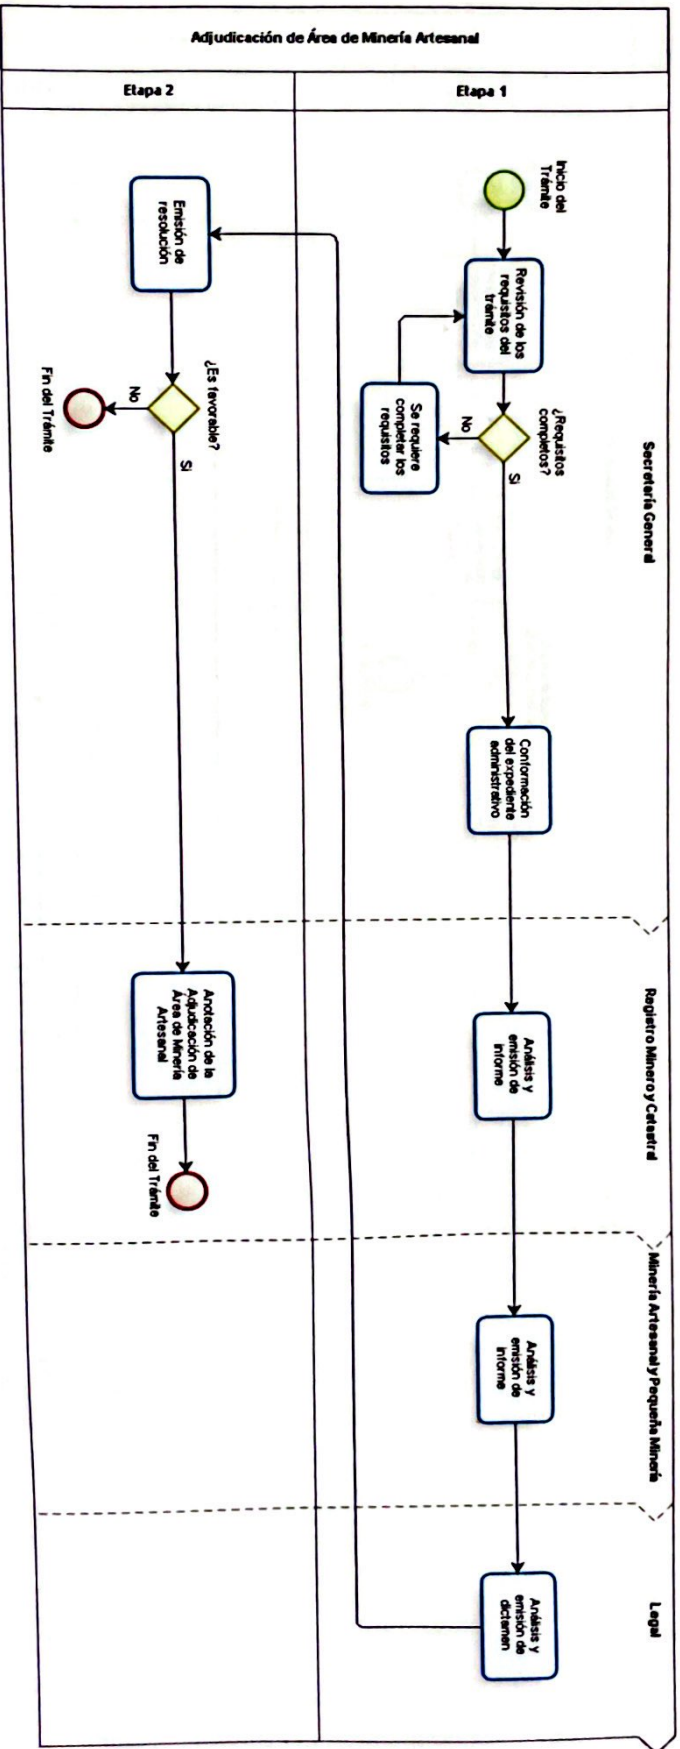 Adjudicación de Área de Minería Artesanal
Etapa 1
Etapa 2
Secretaría General
Registro Minero y Catastral
Minería Artesanal y Pequeña Minería
Legal
Inicio del
Trámite
Revisión de los
requisitos del
trámite
¿Requisitos
completos?
No
Si
Se requiere
completar los
requisitos
Conformación
del expediente
administrativo
Análisis y
emisión de
informe
Análisis y
emisión de
informe
Análisis y
emisión de
dictamen
Emisión de
resolución
¿Es favorable?
No
Si
Fin del Trámite
Anotación de la
Adjudicación de
Área de Minería
Artesanal
Fin del Trámite